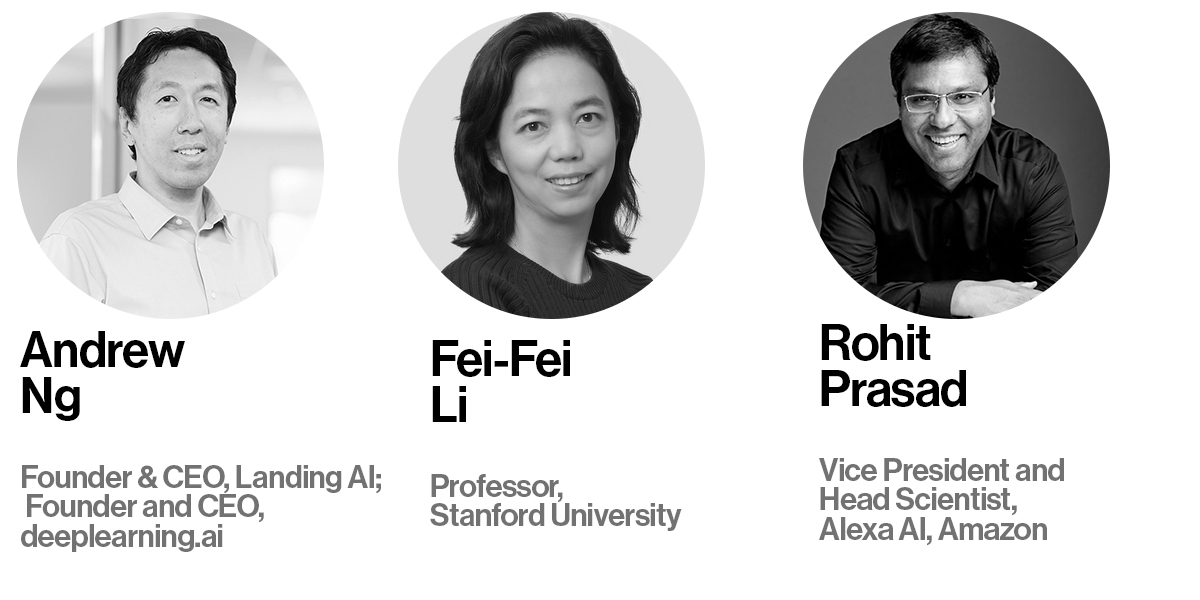 Andrew
Ng
Founder & CEO, Landing AI;
Founder and CEO,
deeplearning.ai
Fei-Fei
Li
Professor,
Stanford University
Rohit
Prasad
Vice President and
Head Scientist,
Alexa AI, Amazon